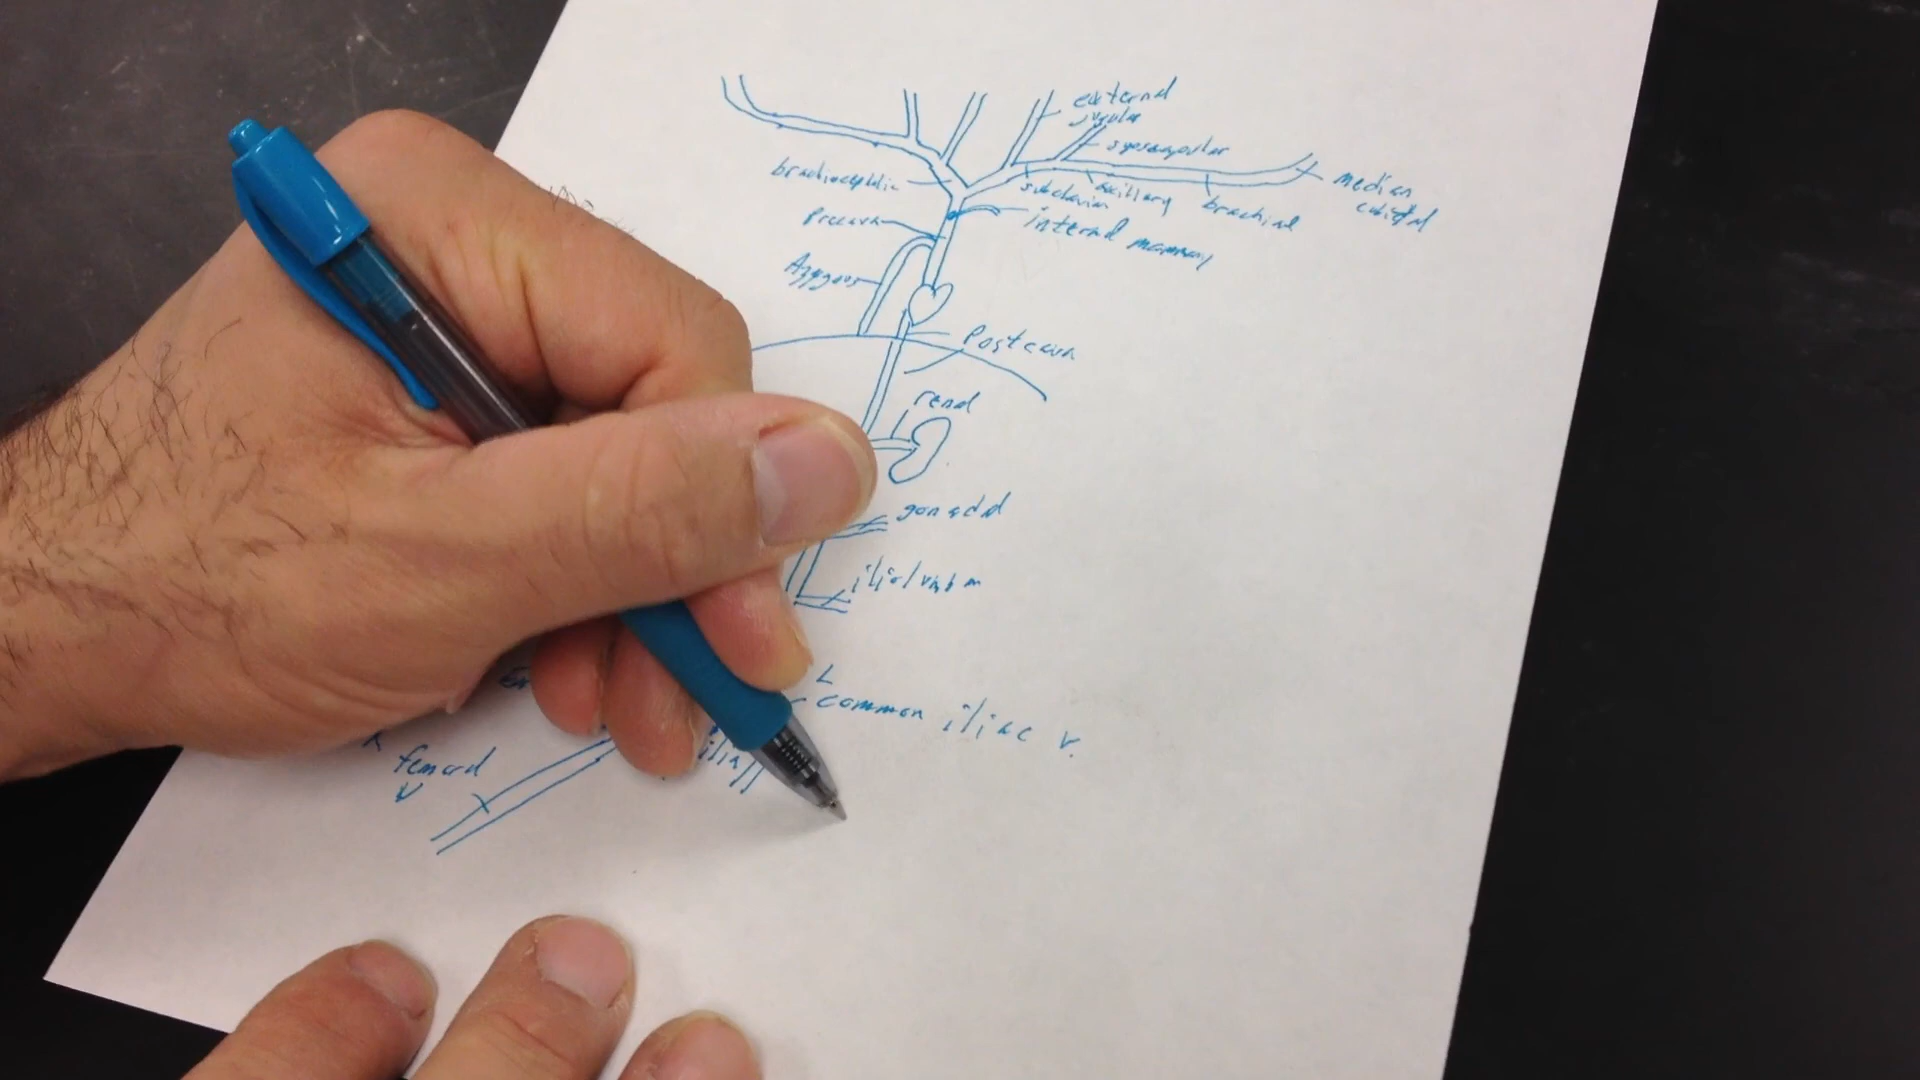 external
jugular
subscapular
median
cubital
brachiocephalic
subclavian
axillary
brachial
Precava
internal mammary
Azygous
Postcava
renal
gonadal
iliolumbar
L
common iliac v.
femoral
v